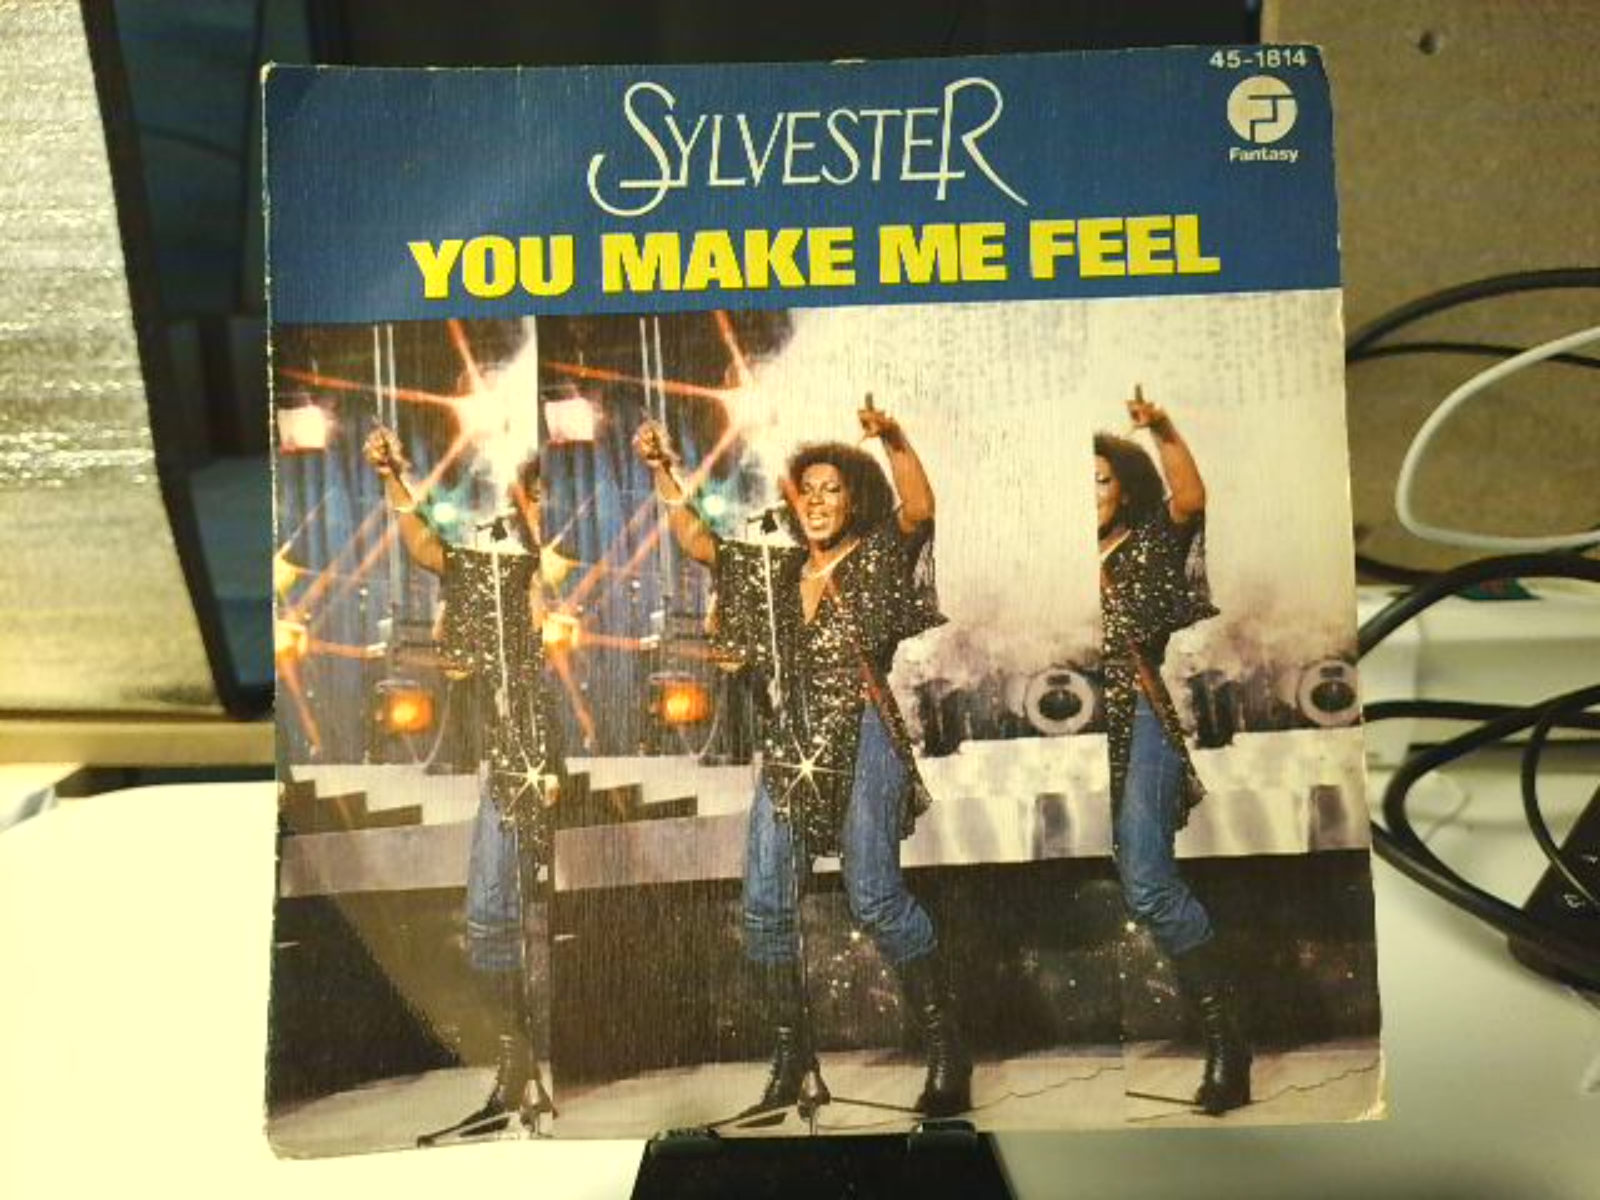 45-1814
SYLVESTER
Fantasy
YOU MAKE ME FEEL